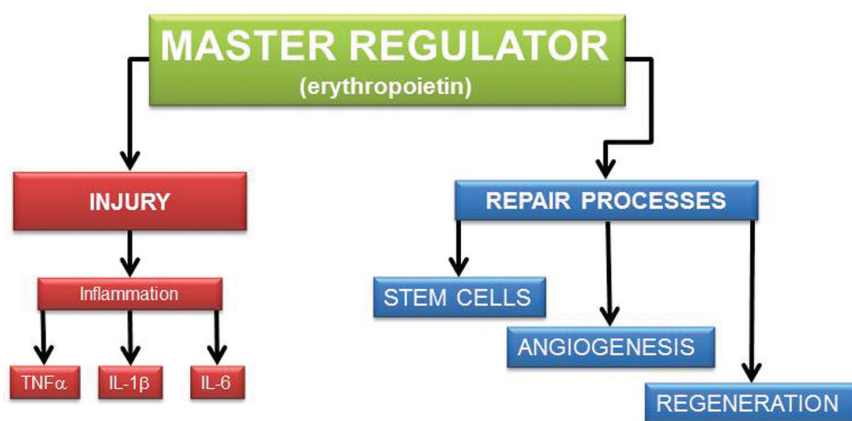 MASTER REGULATOR
(erythropoietin)
INJURY
REPAIR PROCESSES
Inflammation
STEM CELLS
ANGIOGENESIS
TNFα
IL-1β
IL-6
REGENERATION